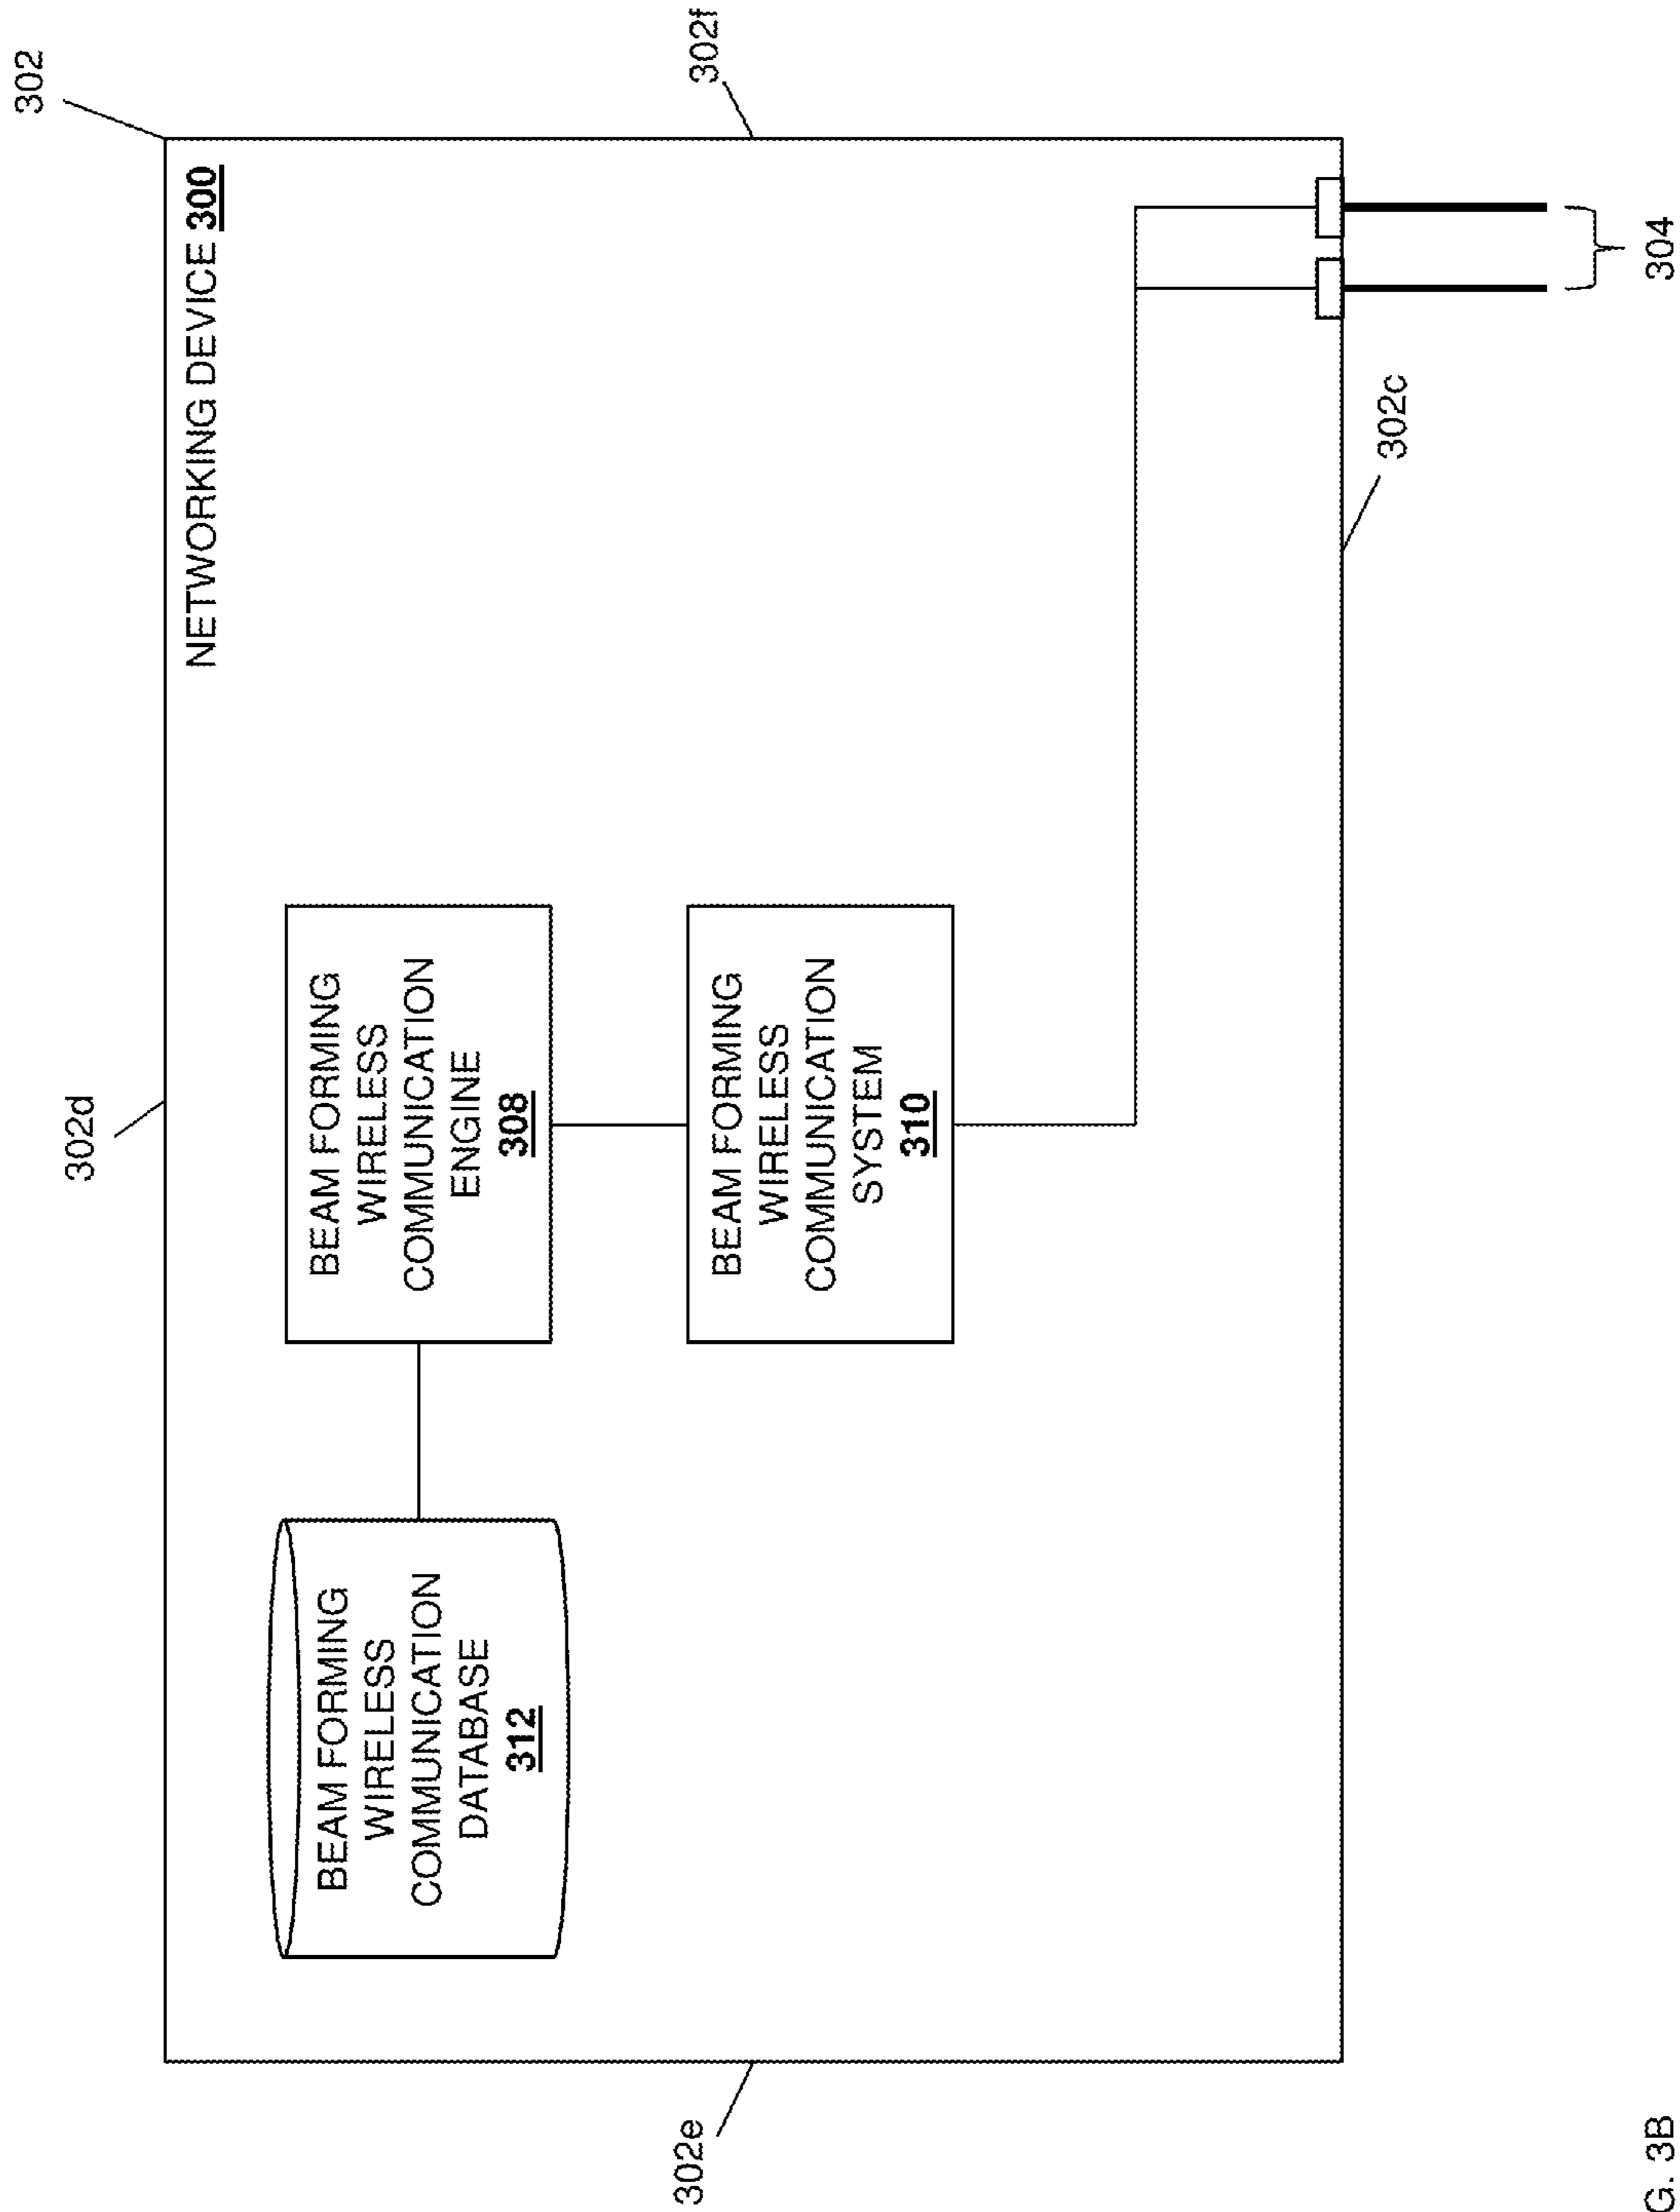 302
302d
NETWORKING DEVICE 300
302f
BEAM FORMING
WIRELESS
COMMUNICATION
DATABASE
312
BEAM FORMING
WIRELESS
COMMUNICATION
ENGINE
308
BEAM FORMING
WIRELESS
COMMUNICATION
SYSTEM
310
302e
302c
304
G. 3B